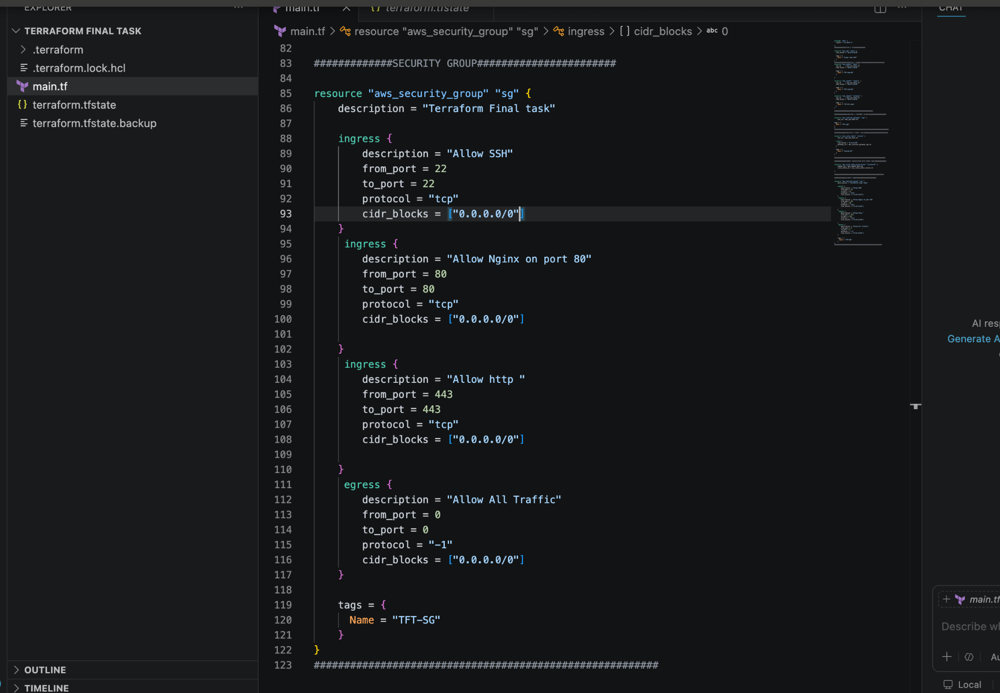 EXPLORER
TERRAFORM FINAL TASK
.terraform
.terraform.lock.hcl
main.tf
{} terraform.tfstate
terraform.tfstate.backup
OUTLINE
TIMELINE
main.tf
{} terraform.tfstate
main.tf > resource "aws_security_group" "sg" > ingress > [ ] cidr_blocks > abc 0
82
83 #############SECURITY GROUP#######################
84
85 resource "aws_security_group" "sg" {
86 description = "Terraform Final task"
87
88 ingress {
89 description = "Allow SSH"
90 from_port = 22
91 to_port = 22
92 protocol = "tcp"
93 cidr_blocks = ["0.0.0.0/0"]
94 }
95 ingress {
96 description = "Allow Nginx on port 80"
97 from_port = 80
98 to_port = 80
99 protocol = "tcp"
100 cidr_blocks = ["0.0.0.0/0"]
101
102 }
103 ingress {
104 description = "Allow http "
105 from_port = 443
106 to_port = 443
107 protocol = "tcp"
108 cidr_blocks = ["0.0.0.0/0"]
109
110 }
111 egress {
112 description = "Allow All Traffic"
113 from_port = 0
114 to_port = 0
115 protocol = "-1"
116 cidr_blocks = ["0.0.0.0/0"]
117 }
118
119 tags = {
120 Name = "TFT-SG"
121 }
122 }
123 #########################################################
CHAT
AI
Generate
main.tf
Describe
Local